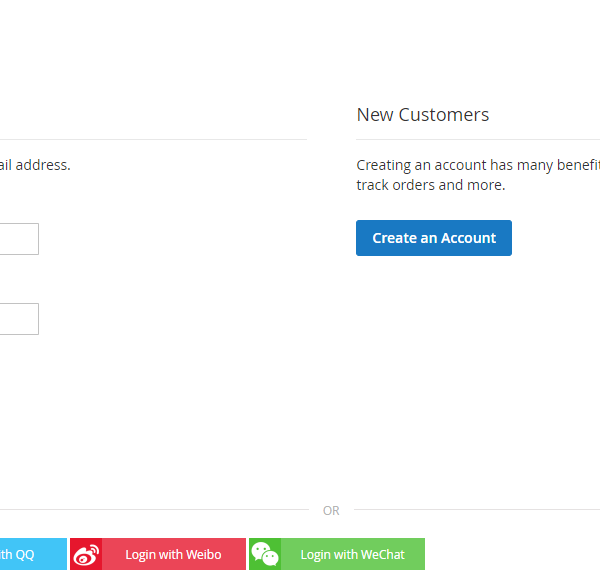 ail address.
New Customers
Creating an account has many benefit
track orders and more.
Create an Account
OR
ith QQ
Login with Weibo
Login with WeChat